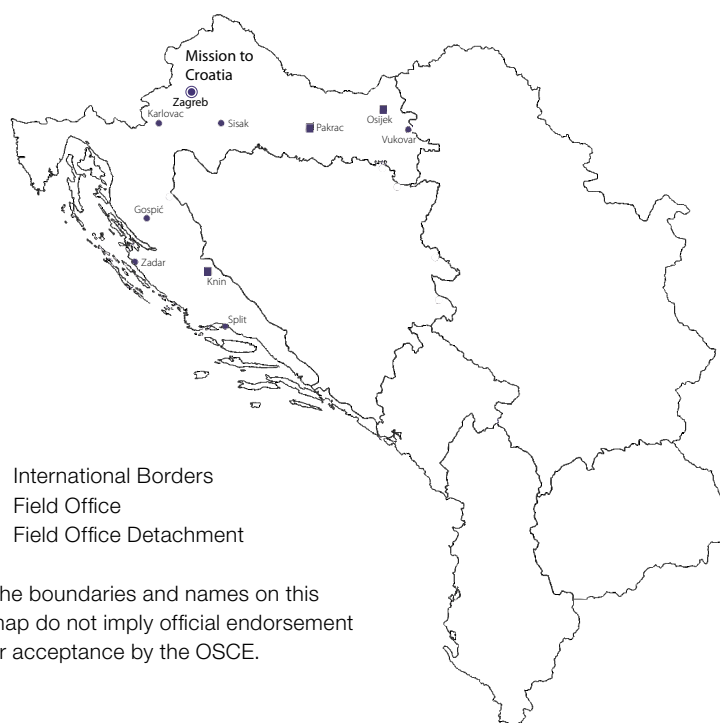 Mission to
Croatia
Zagreb
Karlovac
Sisak
Pakrac
Osijek
Vukovar
Gospić
Zadar
Knin
Split
International Borders
Field Office
Field Office Detachment
he boundaries and names on this
map do not imply official endorsement
r acceptance by the OSCE.